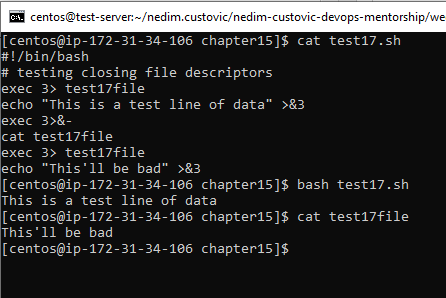 centos@test-server:~/nedim.custovic/nedim-custovic-devops-mentorship/we
[centos@ip-172-31-34-106 chapter15]$ cat test17.sh
#!/bin/bash
# testing closing file descriptors
exec 3> test17file
echo "This is a test line of data" >&3
exec 3>&-
cat test17file
exec 3> test17file
echo "This'll be bad" >&3
[centos@ip-172-31-34-106 chapter15]$ bash test17.sh
This is a test line of data
[centos@ip-172-31-34-106 chapter15]$ cat test17file
This'll be bad
[centos@ip-172-31-34-106 chapter15]$